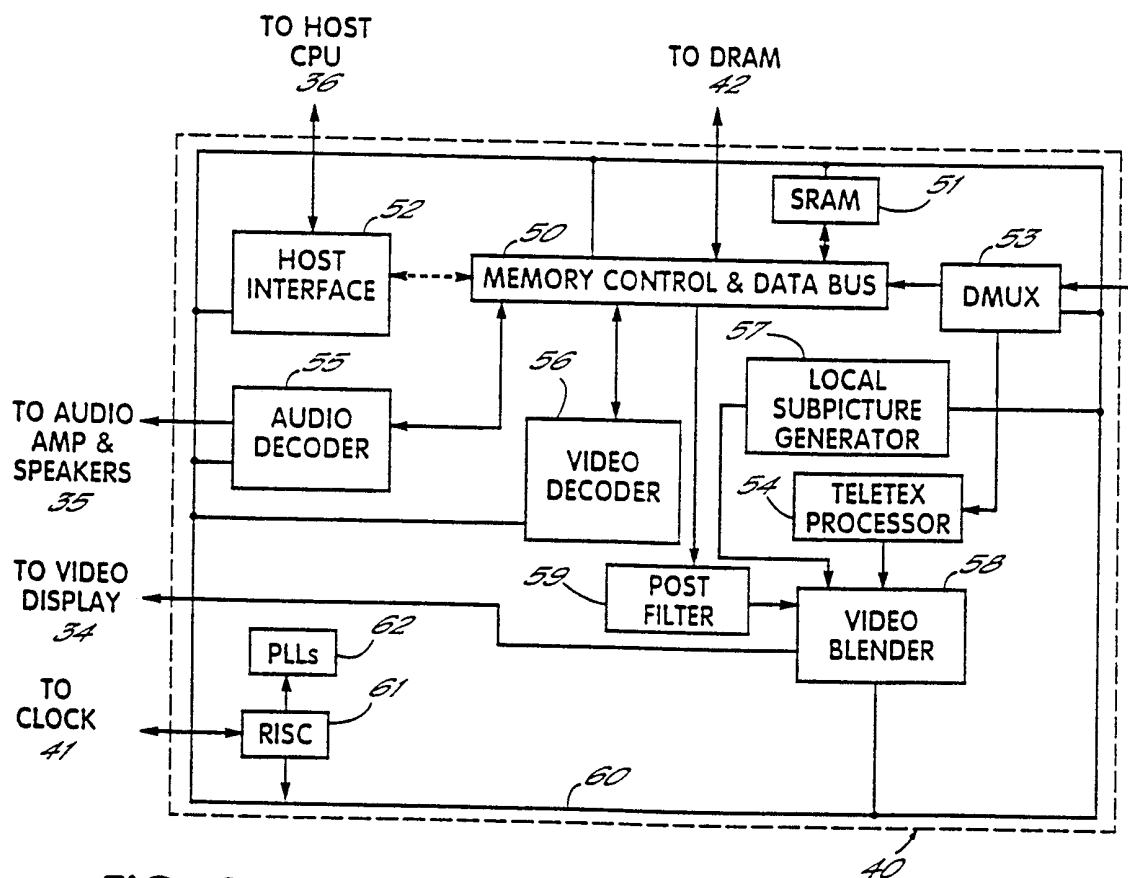 TO HOST
CPU
36
TO DRAM
42
52
HOST
INTERFACE
50
MEMORY CONTROL & DATA BUS
SRAM
51
53
DMUX
55
AUDIO
DECODER
TO AUDIO
AMP &
SPEAKERS
35
56
VIDEO
DECODER
57
LOCAL
SUBPICTURE
GENERATOR
54
TELETEX
PROCESSOR
TO VIDEO
DISPLAY
34
59
POST
FILTER
58
VIDEO
BLENDER
62
PLLs
TO
CLOCK
41
61
RISC
60
40